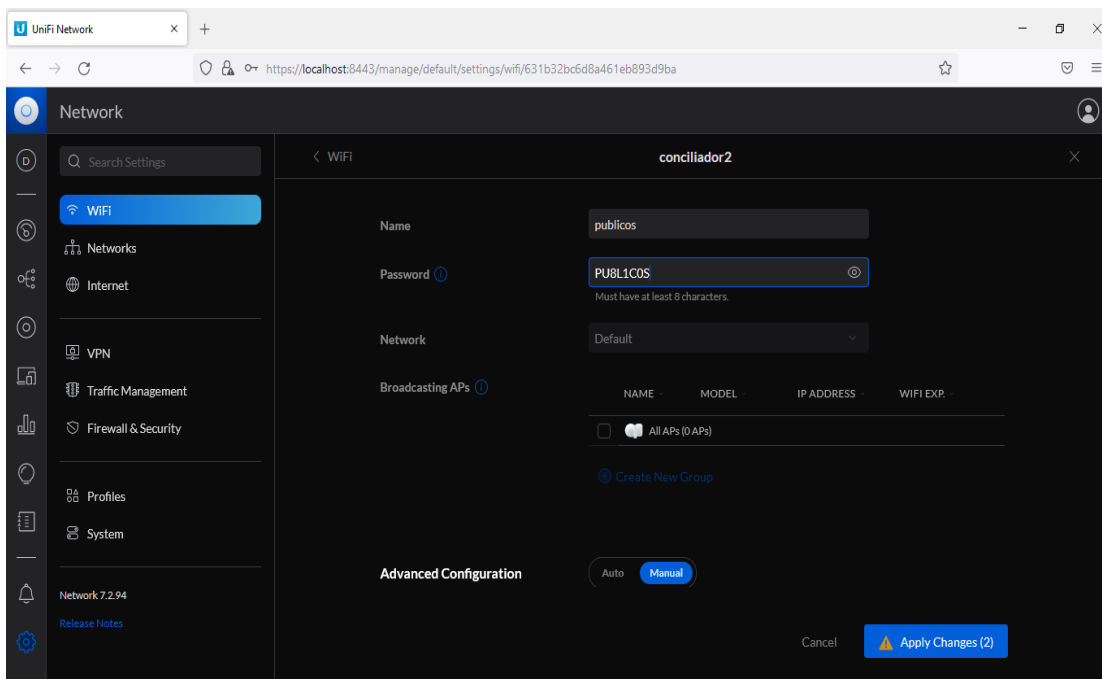 UniFi Network
https://localhost:8443/manage/default/settings/wifi/631b32bc6d8a461eb893d9ba
Network
D
Search Settings
WiFi
Networks
Internet
VPN
Traffic Management
Firewall & Security
Profiles
System
Network 7.2.94
Release Notes
WiFi
conciliador2
Name
publicos
Password
PU8L1C0S
Must have at least 8 characters.
Network
Default
Broadcasting APs
NAME MODEL IP ADDRESS WIFI EXP.
All APs (0 APs)
Create New Group
Advanced Configuration
Auto Manual
Cancel Apply Changes (2)